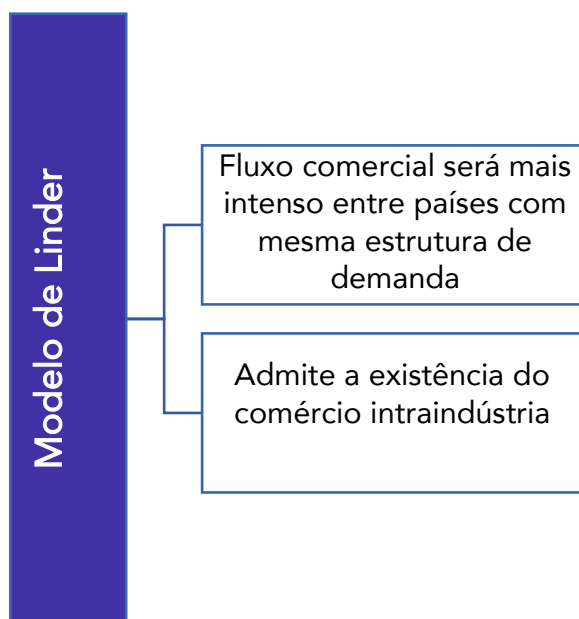 Modelo de Linder
Fluxo comercial será mais
intenso entre países com
mesma estrutura de
demanda
Admite a existência do
comércio intraindústria